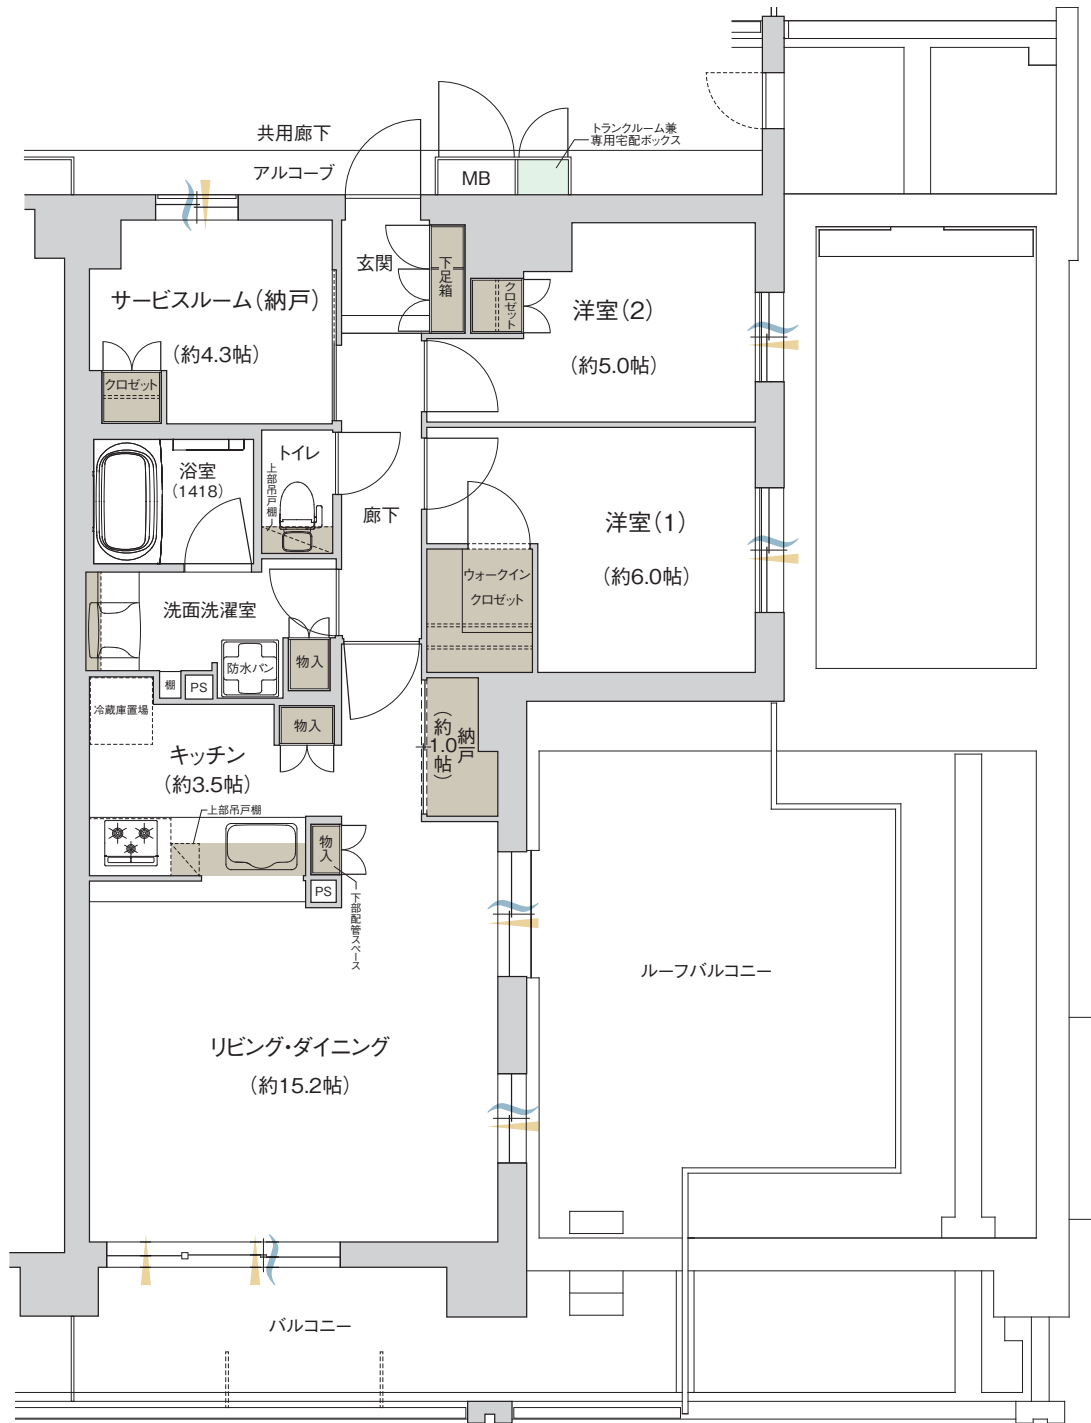 共用廊下
アルコーブ
MB
トランクルーム兼
専用宅配ボックス
玄関
下足箱
クロゼット
サービスルーム(納戸)
(約4.3帖)
クロゼット
洋室(2)
(約5.0帖)
浴室
(1418)
トイレ
上部吊戸棚
廊下
洋室(1)
(約6.0帖)
ウォークイン
クロゼット
洗面洗濯室
防水パン
物入
棚
PS
冷蔵庫置場
物入
納戸
(約1.0帖)
キッチン
(約3.5帖)
上部吊戸棚
物入
PS
下部配管スペース
リビング・ダイニング
(約15.2帖)
ルーフバルコニー
バルコニー